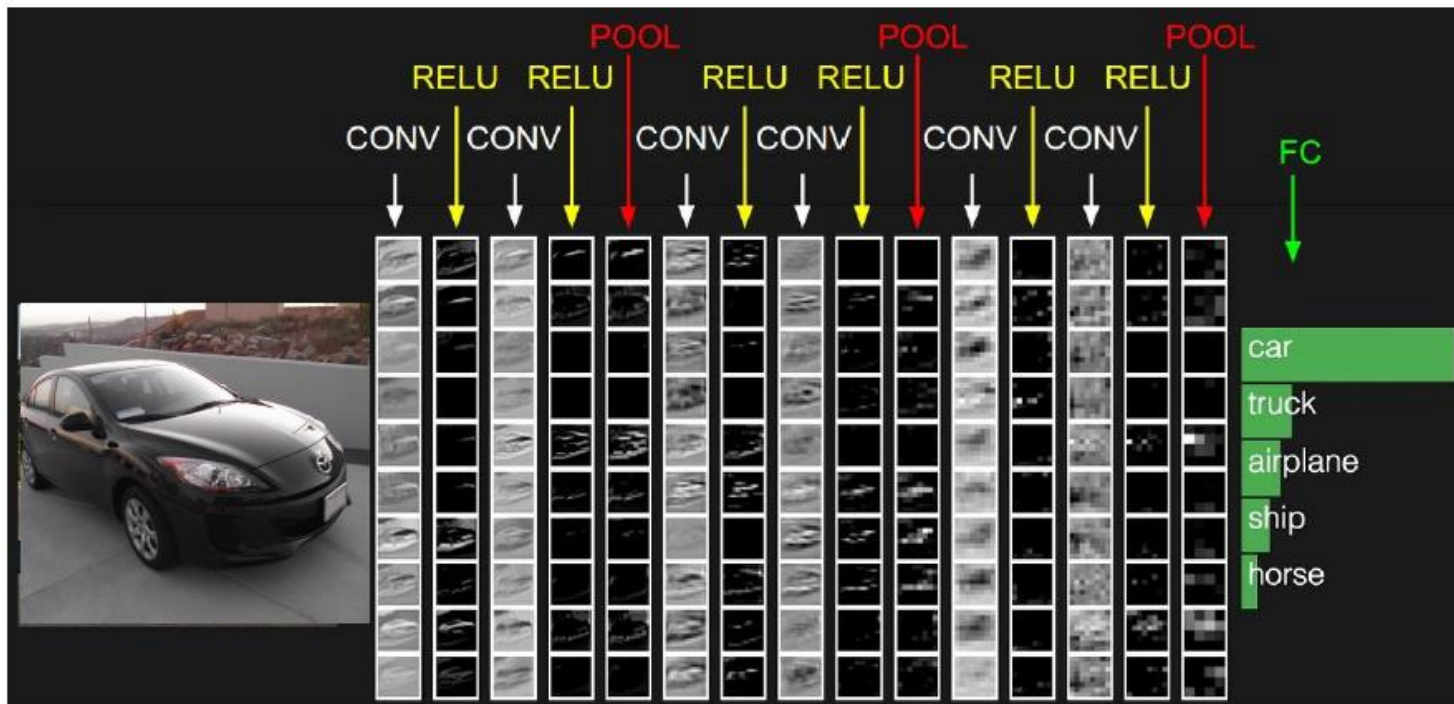 POOL POOL POOL
RELU RELU RELU RELU RELU RELU
CONV CONV CONV CONV CONV CONV
FC
car
truck
airplane
ship
horse